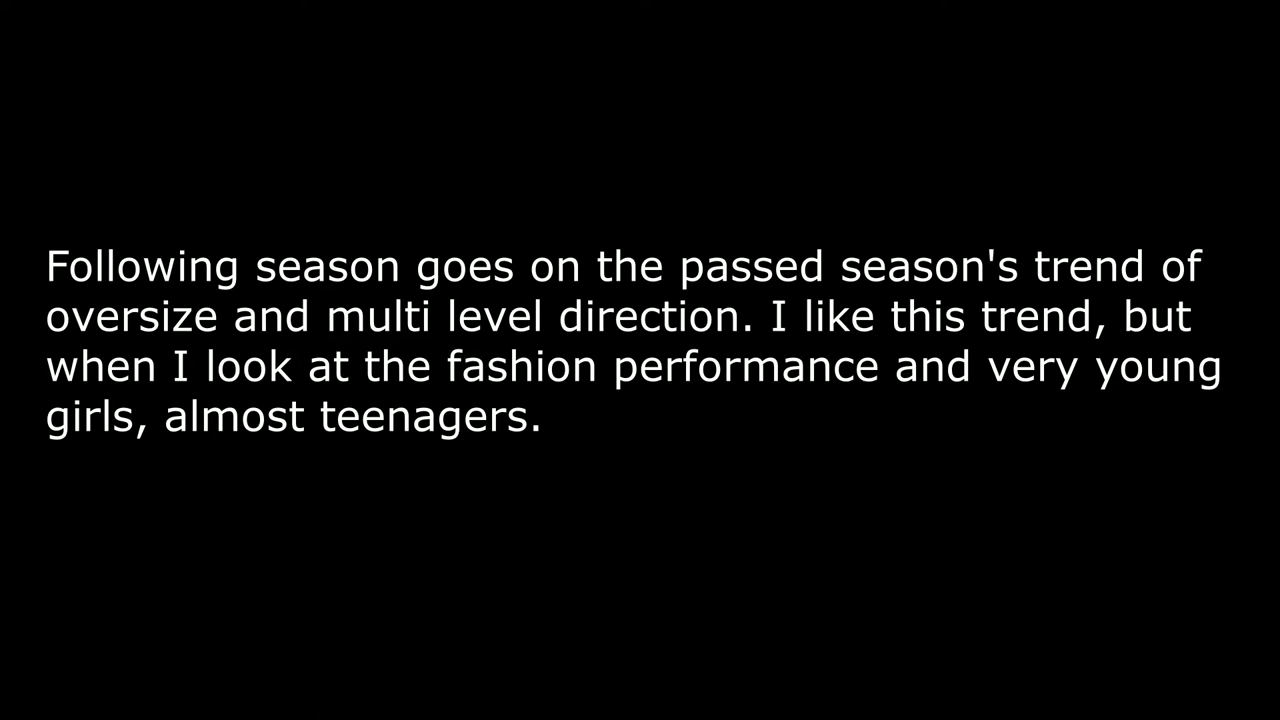 Following season goes on the passed season's trend of
oversize and multi level direction. I like this trend, but
when I look at the fashion performance and very young
girls, almost teenagers.